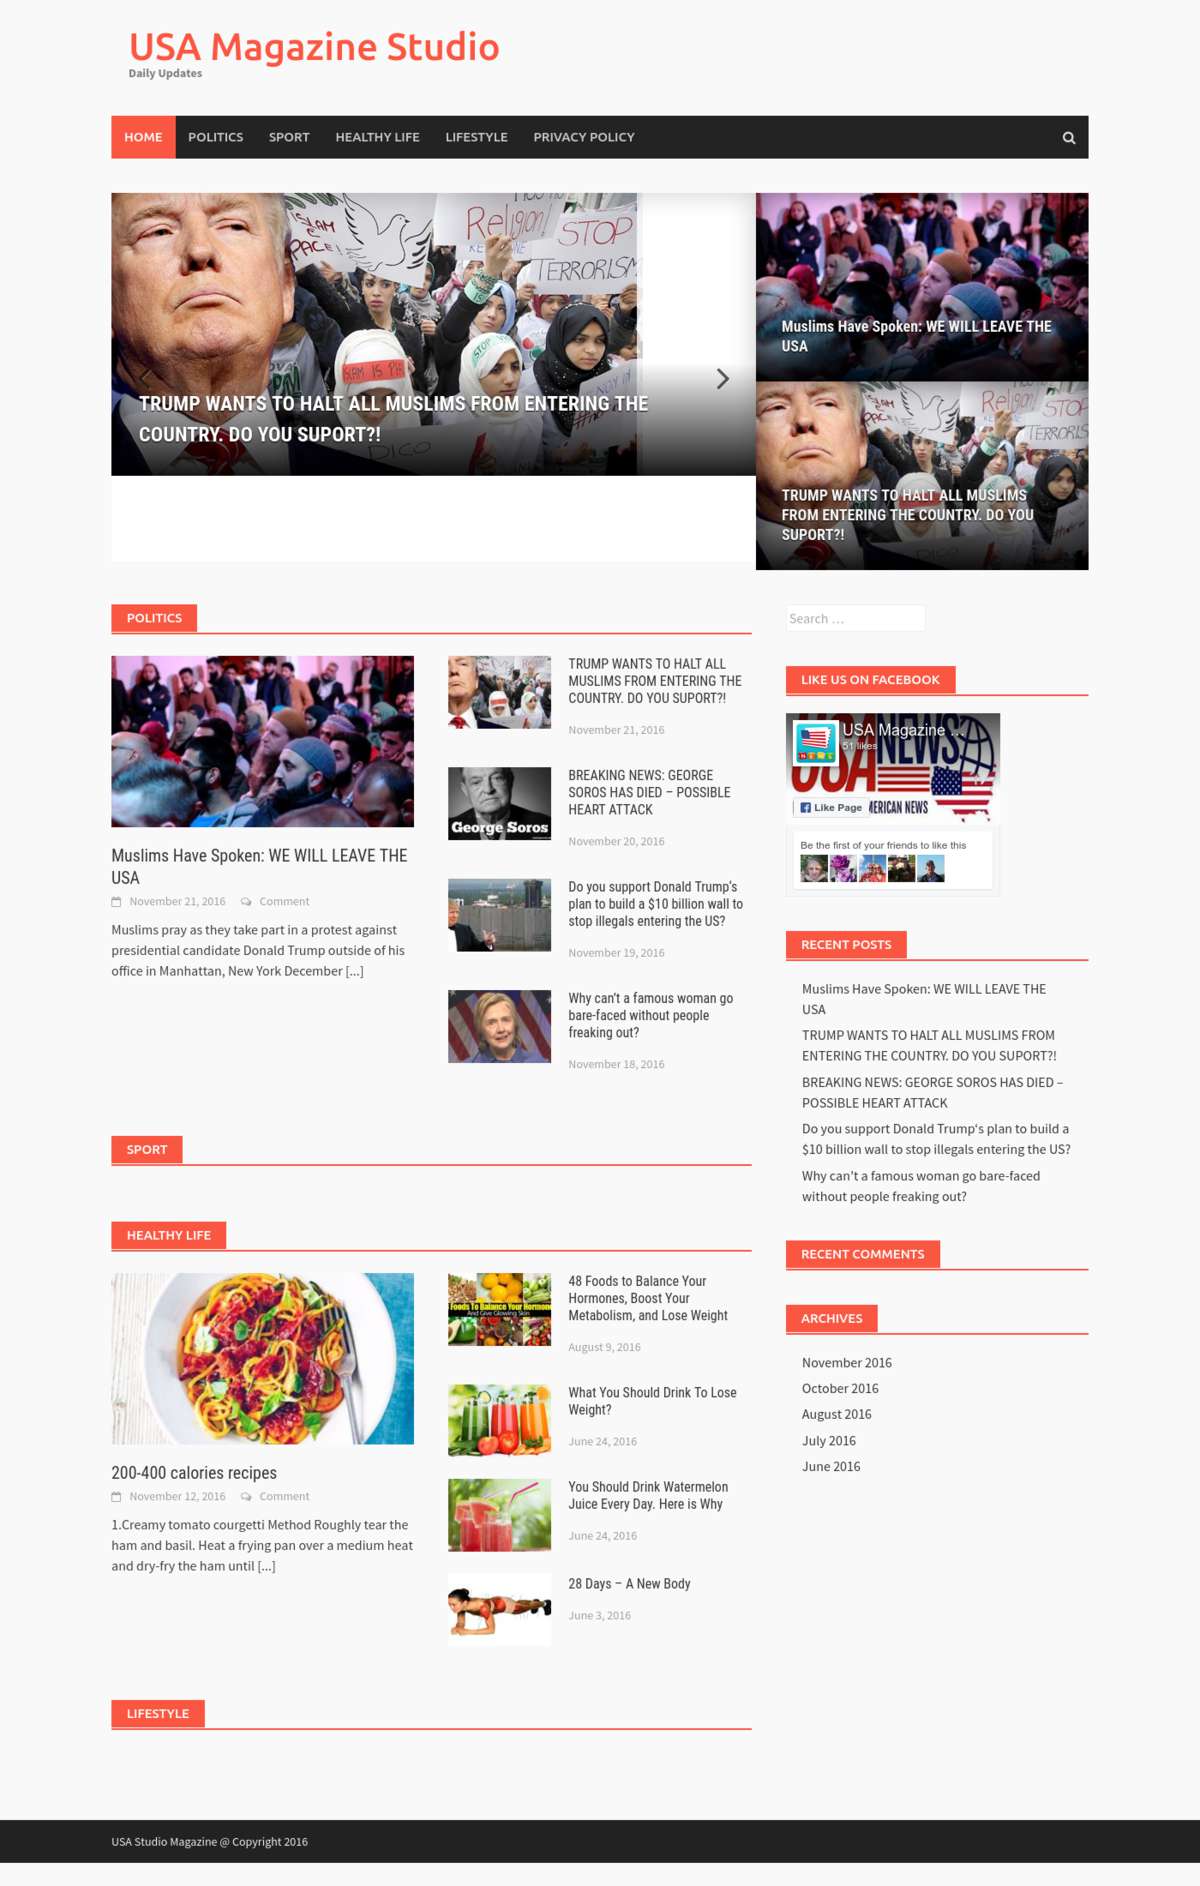 USA Magazine Studio
Daily Updates
HOME
POLITICS
SPORT
HEALTHY LIFE
LIFESTYLE
PRIVACY POLICY
ISLAM
PEACE!
Religion!
STOP
TERRORISM
TRUMP WANTS TO HALT ALL MUSLIMS FROM ENTERING THE
COUNTRY. DO YOU SUPORT?!
Muslims Have Spoken: WE WILL LEAVE THE
USA
TRUMP WANTS TO HALT ALL MUSLIMS
FROM ENTERING THE COUNTRY. DO YOU
SUPORT?!
POLITICS
Muslims Have Spoken: WE WILL LEAVE THE
USA
November 21, 2016
Comment
Muslims pray as they take part in a protest against
presidential candidate Donald Trump outside of his
office in Manhattan, New York December [...]
TRUMP WANTS TO HALT ALL
MUSLIMS FROM ENTERING THE
COUNTRY. DO YOU SUPORT?!
November 21, 2016
George Soros
BREAKING NEWS: GEORGE
SOROS HAS DIED – POSSIBLE
HEART ATTACK
November 20, 2016
Do you support Donald Trump's
plan to build a $10 billion wall to
stop illegals entering the US?
November 19, 2016
Why can't a famous woman go
bare-faced without people
freaking out?
November 18, 2016
SPORT
HEALTHY LIFE
200-400 calories recipes
November 12, 2016
Comment
1.Creamy tomato courgetti Method Roughly tear the
ham and basil. Heat a frying pan over a medium heat
and dry-fry the ham until [...]
Foods To Balance Your Hormone
And Give Glowing Skin
48 Foods to Balance Your
Hormones, Boost Your
Metabolism, and Lose Weight
August 9, 2016
What You Should Drink To Lose
Weight?
June 24, 2016
You Should Drink Watermelon
Juice Every Day. Here is Why
June 24, 2016
28 Days – A New Body
June 3, 2016
LIFESTYLE
Search …
LIKE US ON FACEBOOK
USA NEWS
USA Magazine ...
51 likes
Like Page
MERICAN NEWS
Be the first of your friends to like this
RECENT POSTS
Muslims Have Spoken: WE WILL LEAVE THE
USA
TRUMP WANTS TO HALT ALL MUSLIMS FROM
ENTERING THE COUNTRY. DO YOU SUPORT?!
BREAKING NEWS: GEORGE SOROS HAS DIED –
POSSIBLE HEART ATTACK
Do you support Donald Trump's plan to build a
$10 billion wall to stop illegals entering the US?
Why can't a famous woman go bare-faced
without people freaking out?
RECENT COMMENTS
ARCHIVES
November 2016
October 2016
August 2016
July 2016
June 2016
USA Studio Magazine @ Copyright 2016